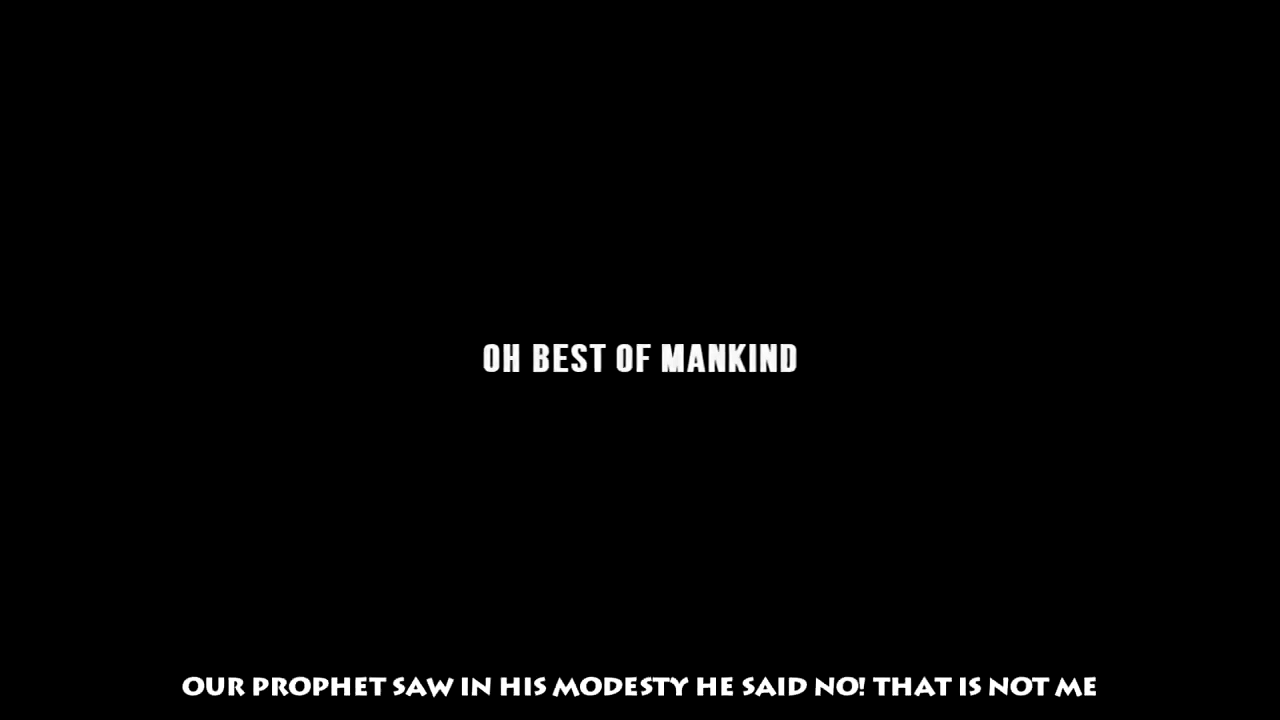 OH BEST OF MANKIND
OUR PROPHET SAW IN HIS MODESTY HE SAID NO! THAT IS NOT ME